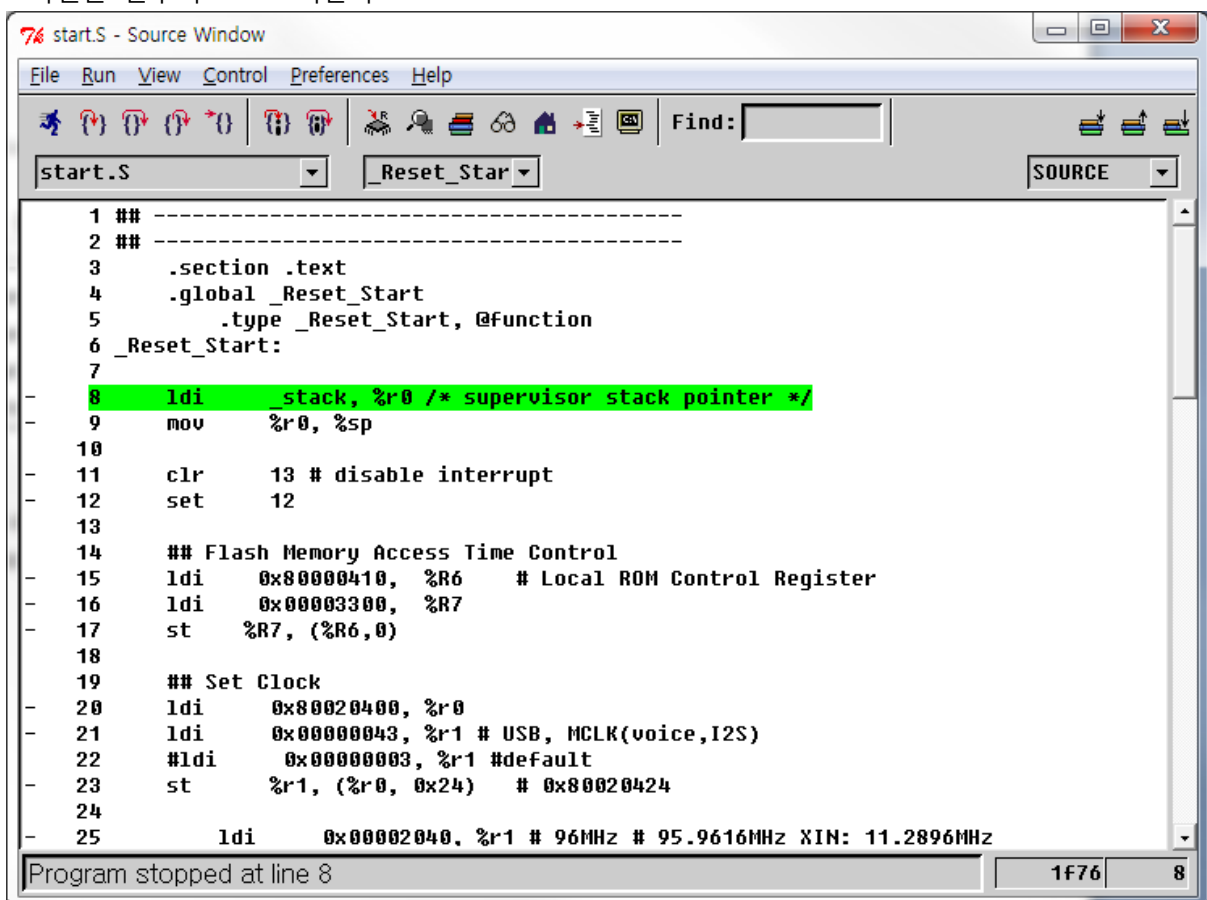 start.S - Source Window
File Run View Control Preferences Help
Find:
start.S _Reset_Star SOURCE
1 ## -----------------------------------------
2 ## -----------------------------------------
3 .section .text
4 .global _Reset_Start
5 .type _Reset_Start, @function
6 _Reset_Start:
7
8 ldi _stack, %r0 /* supervisor stack pointer */
9 mov %r0, %sp
10
11 clr 13 # disable interrupt
12 set 12
13
14 ## Flash Memory Access Time Control
15 ldi 0x80000410, %R6 # Local ROM Control Register
16 ldi 0x00003300, %R7
17 st %R7, (%R6,0)
18
19 ## Set Clock
20 ldi 0x80020400, %r0
21 ldi 0x00000043, %r1 # USB, MCLK(voice,I2S)
22 #ldi 0x00000003, %r1 #default
23 st %r1, (%r0, 0x24) # 0x80020424
24
25 ldi 0x00002040, %r1 # 96MHz # 95.9616MHz XIN: 11.2896MHz
Program stopped at line 8 1f76 8